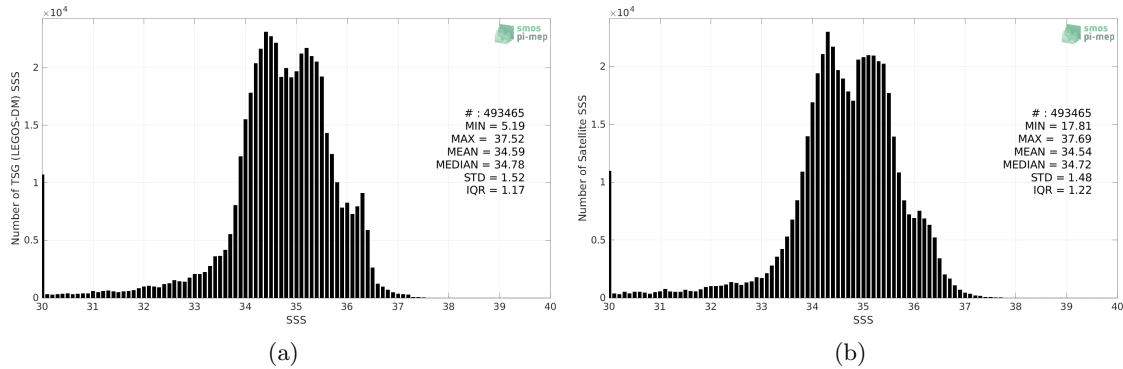 ×10^4
smos
pi-mep
Number of TSG (LEGOS-DM) SSS
2
1.5
1
0.5
0
# : 493465
MIN = 5.19
MAX = 37.52
MEAN = 34.59
MEDIAN = 34.78
STD = 1.52
IQR = 1.17
30 31 32 33 34 35 36 37 38 39 40
SSS
(a)
×10^4
smos
pi-mep
Number of Satellite SSS
2
1.5
1
0.5
0
# : 493465
MIN = 17.81
MAX = 37.69
MEAN = 34.54
MEDIAN = 34.72
STD = 1.48
IQR = 1.22
30 31 32 33 34 35 36 37 38 39 40
SSS
(b)